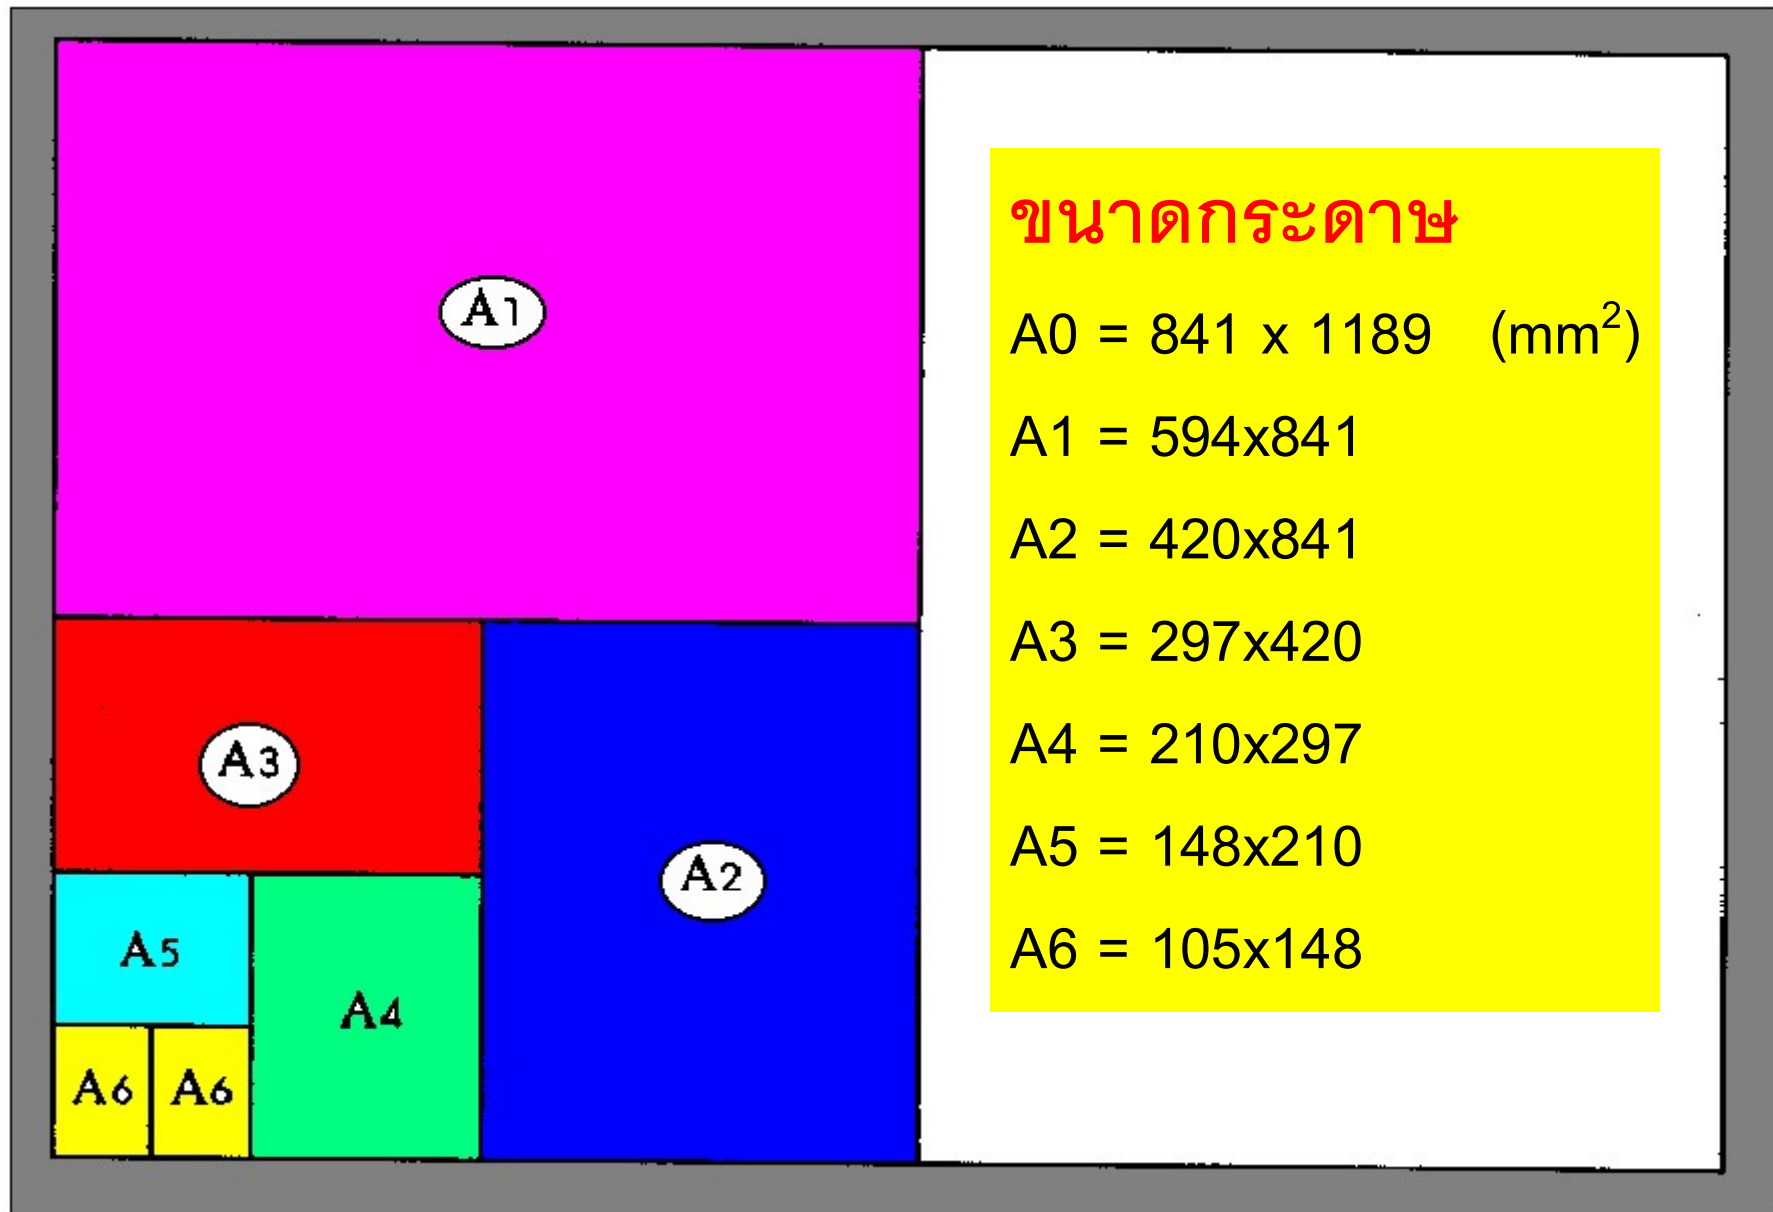 A1
ขนาดกระดาษ
A0 = 841 x 1189 (mm²)
A1 = 594x841
A2 = 420x841
A3 = 297x420
A4 = 210x297
A5 = 148x210
A6 = 105x148
A3
A2
A5
A4
A6 A6